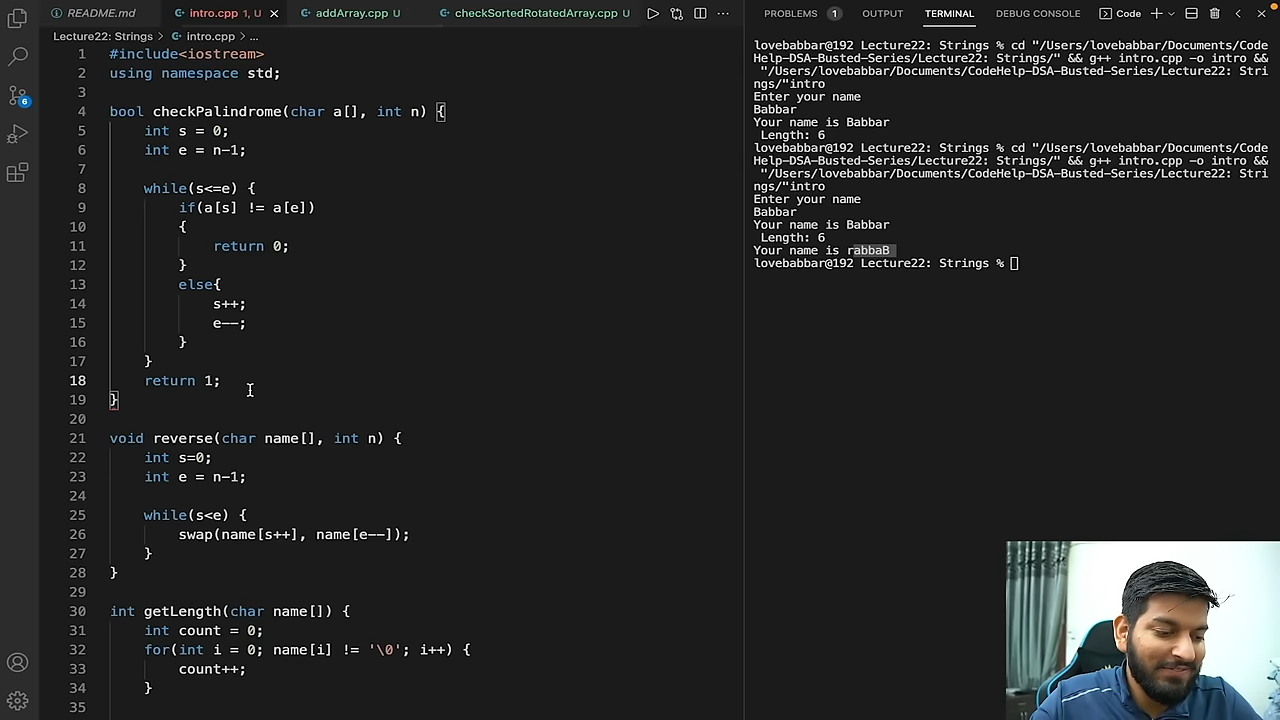 README.md
intro.cpp 1, U
addArray.cpp U
checkSortedRotatedArray.cpp U
PROBLEMS 1
OUTPUT
TERMINAL
DEBUG CONSOLE
Code
Lecture22: Strings > intro.cpp > ...
1 #include<iostream>
2 using namespace std;
3
4 bool checkPalindrome(char a[], int n) {
5 int s = 0;
6 int e = n-1;
7
8 while(s<=e) {
9 if(a[s] != a[e])
10 {
11 return 0;
12 }
13 else{
14 s++;
15 e--;
16 }
17 }
18 return 1;
19 }
20
21 void reverse(char name[], int n) {
22 int s=0;
23 int e = n-1;
24
25 while(s<e) {
26 swap(name[s++], name[e--]);
27 }
28 }
29
30 int getLength(char name[]) {
31 int count = 0;
32 for(int i = 0; name[i] != '\0'; i++) {
33 count++;
34 }
35
6
lovebabbar@192 Lecture22: Strings % cd "/Users/lovebabbar/Documents/Code
Help-DSA-Busted-Series/Lecture22: Strings/" && g++ intro.cpp -o intro &&
"/Users/lovebabbar/Documents/CodeHelp-DSA-Busted-Series/Lecture22: Stri
ngs/"intro
Enter your name
Babbar
Your name is Babbar
Length: 6
lovebabbar@192 Lecture22: Strings % cd "/Users/lovebabbar/Documents/Code
Help-DSA-Busted-Series/Lecture22: Strings/" && g++ intro.cpp -o intro &&
"/Users/lovebabbar/Documents/CodeHelp-DSA-Busted-Series/Lecture22: Stri
ngs/"intro
Enter your name
Babbar
Your name is Babbar
Length: 6
Your name is rabbaB
lovebabbar@192 Lecture22: Strings %